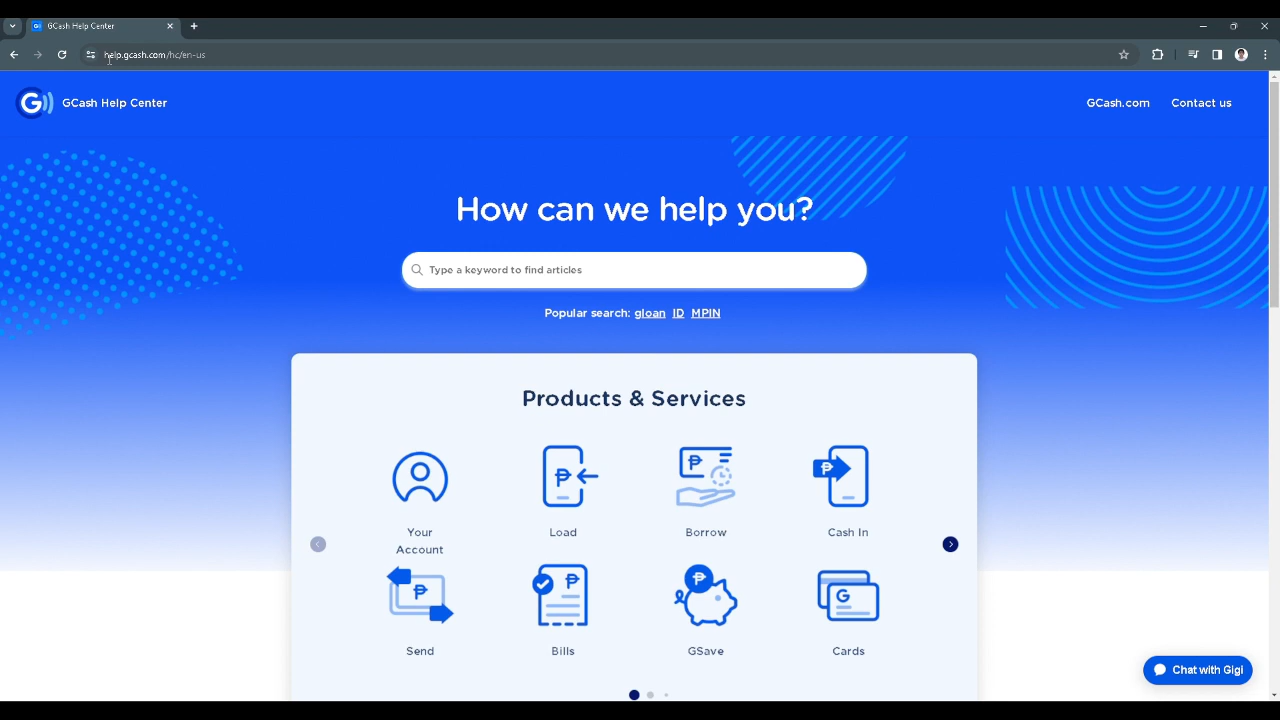 GCash Help Center
help.gcash.com/hc/en-us
GCash Help Center
GCash.com
Contact us
How can we help you?
Type a keyword to find articles
Popular search: gloan ID MPIN
Products & Services
Your
Account
Load
Borrow
Cash In
Send
Bills
GSave
Cards
Chat with Gigi